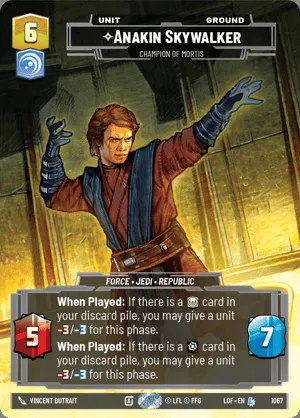 UNIT
GROUND
6
ANAKIN SKYWALKER
CHAMPION OF MORTIS
FORCE • JEDI • REPUBLIC
When Played: If there is a card in
your discard pile, you may give a unit
-3/-3 for this phase.
When Played: If there is a card in
your discard pile, you may give a unit
-3/-3 for this phase.
5
7
VINCENT DUTRAIT
© LFL © FFG
LOF • EN
1067